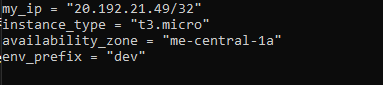 my_ip = "20.192.21.49/32"
instance_type = "t3.micro"
availability_zone = "me-central-1a"
env_prefix = "dev"